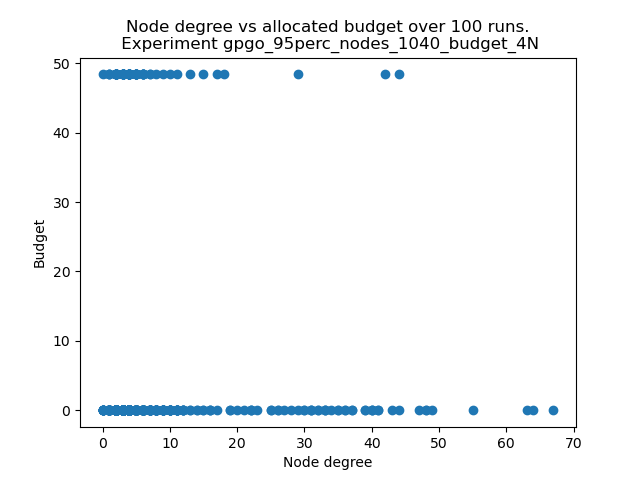 Node degree vs allocated budget over 100 runs.
Experiment gpgo_95perc_nodes_1040_budget_4N
50
40
30
20
10
0
Budget
0 10 20 30 40 50 60 70
Node degree